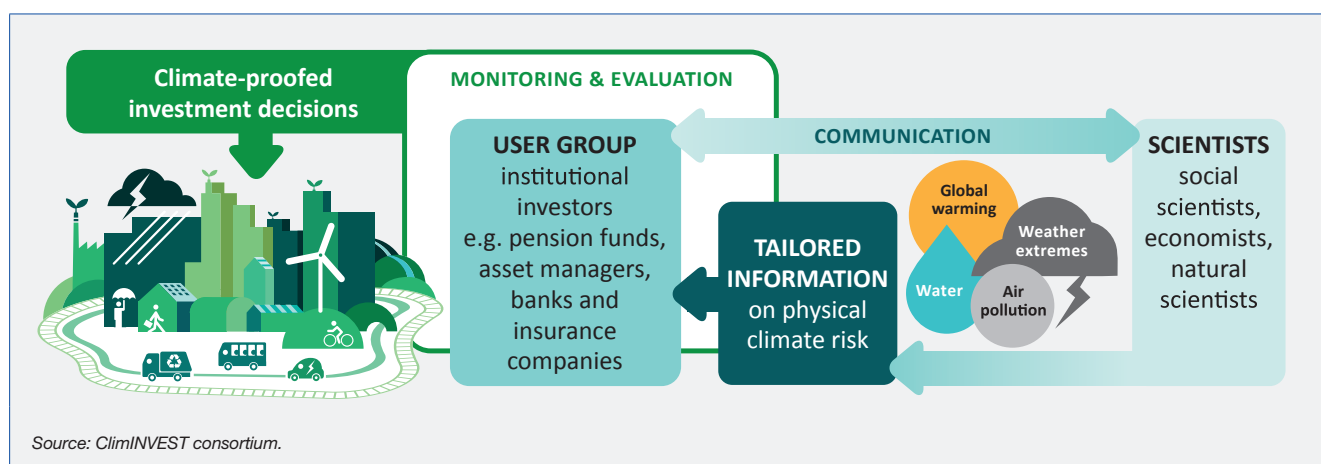 Climate-proofed
investment decisions
MONITORING & EVALUATION
USER GROUP
institutional
investors
e.g. pension funds,
asset managers,
banks and
insurance
companies
COMMUNICATION
TAILORED
INFORMATION
on physical
climate risk
Global
warming
Weather
extremes
Water
Air
pollution
SCIENTISTS
social
scientists,
economists,
natural
scientists
Source: ClimINVEST consortium.